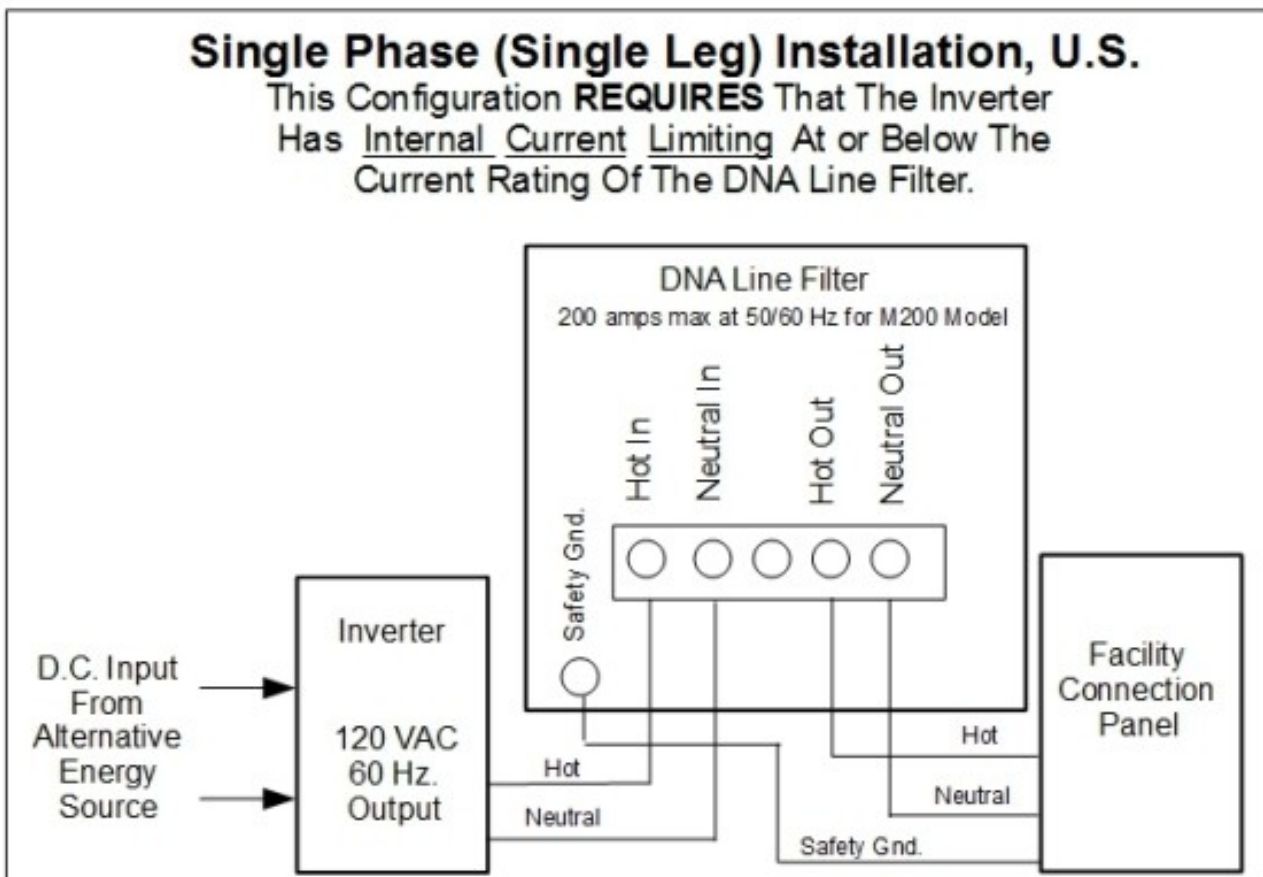 Single Phase (Single Leg) Installation, U.S.
This Configuration REQUIRES That The Inverter
Has Internal Current Limiting At or Below The
Current Rating Of The DNA Line Filter.
DNA Line Filter
200 amps max at 50/60 Hz for M200 Model
Hot In
Neutral In
Hot Out
Neutral Out
Safety Gnd.
D.C. Input
From
Alternative
Energy
Source
Inverter
120 VAC
60 Hz.
Output
Hot
Neutral
Facility
Connection
Panel
Hot
Neutral
Safety Gnd.